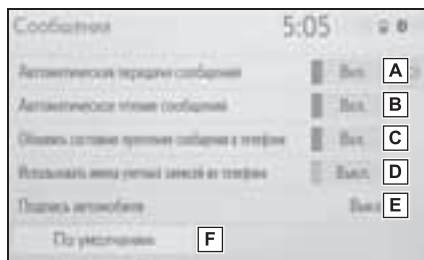 Сообщения 5:05
Автоматическая передача сообщений Вкл. A
Автоматическое чтение сообщений Вкл. B
Обновить состояние прочтения сообщения в телефоне Вкл. C
Использовать имена учетных записей из телефона Выкл. D
Подпись автомобиля Выкл. E
По умолчанию F